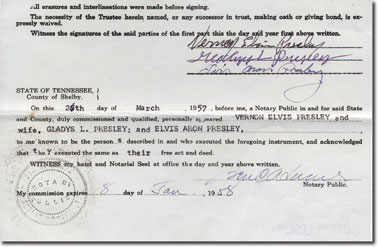 All erasures and interlineations were made before signing.
The necessity of the Trustee herein named, or any successor in trust, making oath or giving bond, is ex-
pressly waived.
Witness the signatures of the said parties of the first part this the day and year first above written.
Vernon Elvis Presley
Gladys L Presley
Elvis Aron Presley
STATE OF TENNESSEE,
County of Shelby.
On this 20th day of March , 1957, before me, a Notary Public in and for said State
and County, duly commissioned and qualified, personally appeared VERNON ELVIS PRESLEY and
wife, GLADYS L. PRESLEY; and ELVIS ARON PRESLEY,
to me known to be the person S described in and who executed the foregoing instrument, and acknowledged
that they executed the same as their free act and deed.
WITNESS my hand and Notarial Seal at office the day and year above written.
Notary Public.
NOTARY
PUBLIC
My commission expires 8 day of Jan , 1958